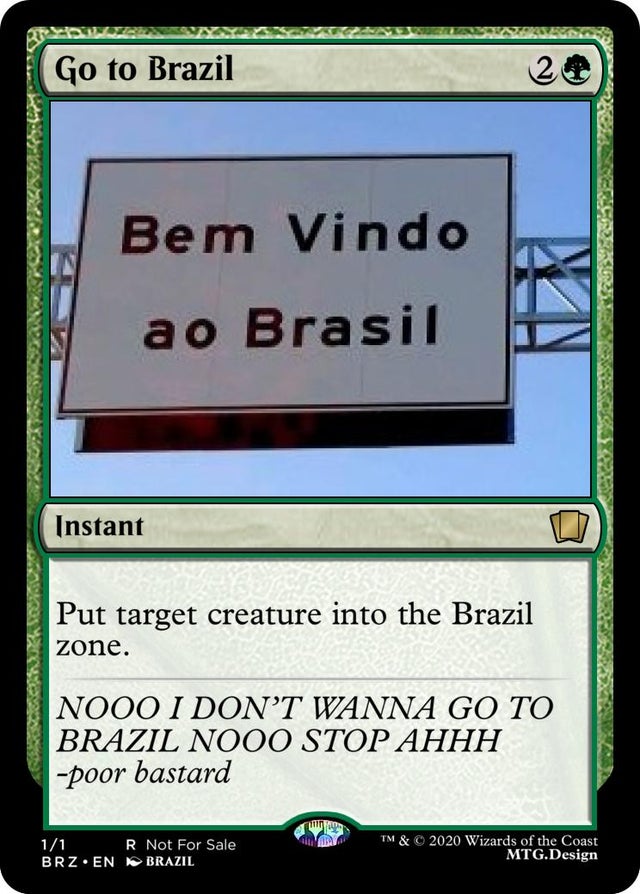 Go to Brazil 2
Bem Vindo
ao Brasil
Instant
Put target creature into the Brazil
zone.
NOOO I DON'T WANNA GO TO
BRAZIL NOOO STOP AHHH
-poor bastard
1/1 R Not For Sale ™ & © 2020 Wizards of the Coast
BRZ • EN BRAZIL MTG.Design